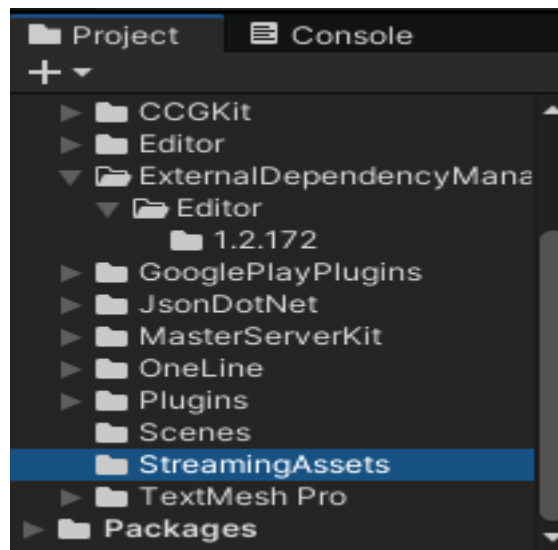 Project Console
CCGKit
Editor
ExternalDependencyMana
Editor
1.2.172
GooglePlayPlugins
JsonDotNet
MasterServerKit
OneLine
Plugins
Scenes
StreamingAssets
TextMesh Pro
Packages